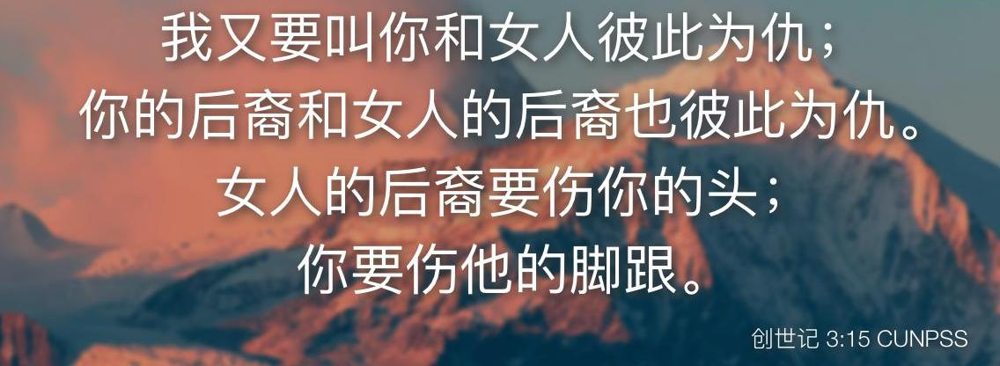 我又要叫你和女人彼此为仇；
你的后裔和女人的后裔也彼此为仇。
女人的后裔要伤你的头；
你要伤他的脚跟。
创世记 3:15 CUNPSS